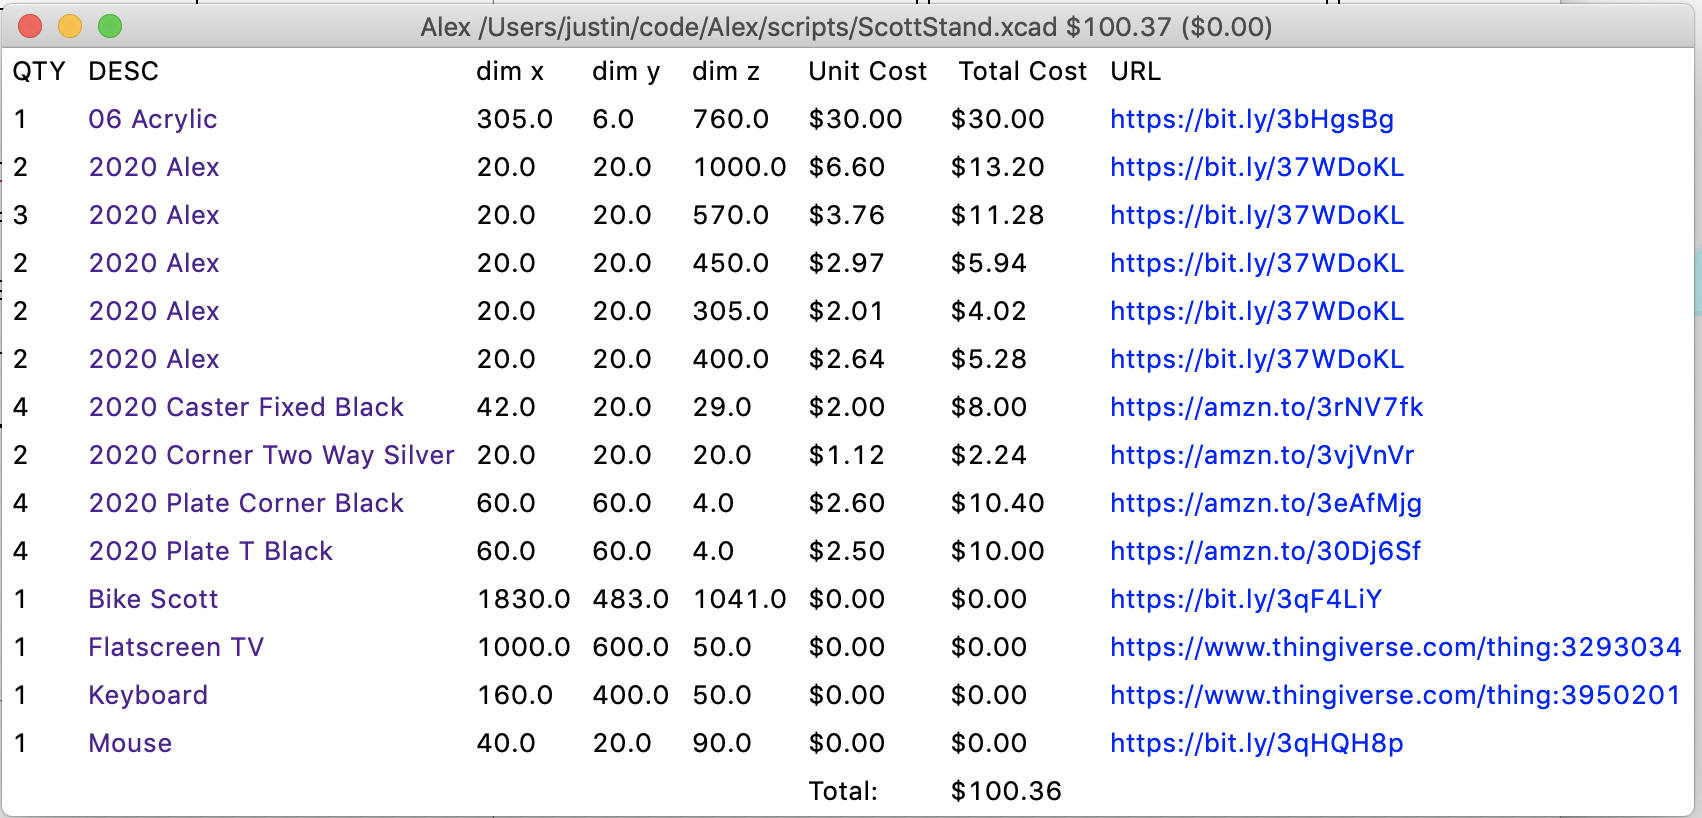 Alex /Users/justin/code/Alex/scripts/ScottStand.xcad $100.37 ($0.00)
QTY DESC dim x dim y dim z Unit Cost Total Cost URL
1 06 Acrylic 305.0 6.0 760.0 $30.00 $30.00 https://bit.ly/3bHgsBg
2 2020 Alex 20.0 20.0 1000.0 $6.60 $13.20 https://bit.ly/37WDoKL
3 2020 Alex 20.0 20.0 570.0 $3.76 $11.28 https://bit.ly/37WDoKL
2 2020 Alex 20.0 20.0 450.0 $2.97 $5.94 https://bit.ly/37WDoKL
2 2020 Alex 20.0 20.0 305.0 $2.01 $4.02 https://bit.ly/37WDoKL
2 2020 Alex 20.0 20.0 400.0 $2.64 $5.28 https://bit.ly/37WDoKL
4 2020 Caster Fixed Black 42.0 20.0 29.0 $2.00 $8.00 https://amzn.to/3rNV7fk
2 2020 Corner Two Way Silver 20.0 20.0 20.0 $1.12 $2.24 https://amzn.to/3vjVnVr
4 2020 Plate Corner Black 60.0 60.0 4.0 $2.60 $10.40 https://amzn.to/3eAfMjg
4 2020 Plate T Black 60.0 60.0 4.0 $2.50 $10.00 https://amzn.to/30Dj6Sf
1 Bike Scott 1830.0 483.0 1041.0 $0.00 $0.00 https://bit.ly/3qF4LiY
1 Flatscreen TV 1000.0 600.0 50.0 $0.00 $0.00 https://www.thingiverse.com/thing:3293034
1 Keyboard 160.0 400.0 50.0 $0.00 $0.00 https://www.thingiverse.com/thing:3950201
1 Mouse 40.0 20.0 90.0 $0.00 $0.00 https://bit.ly/3qHQH8p
Total: $100.36